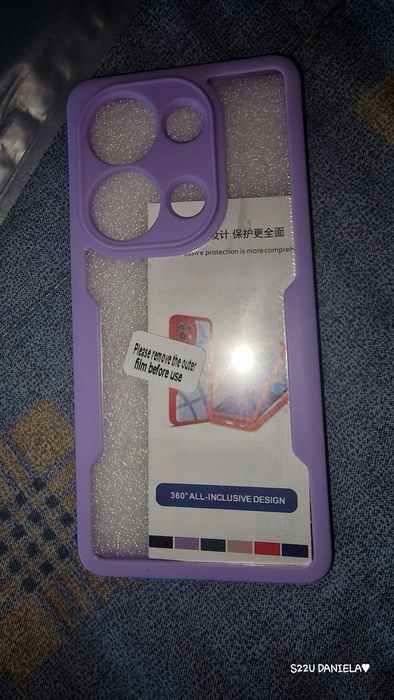 设计 保护更全面
usive protection is more compreh
Please remove the outer
film before use
360° ALL-INCLUSIVE DESIGN
S22U DANIELA♥